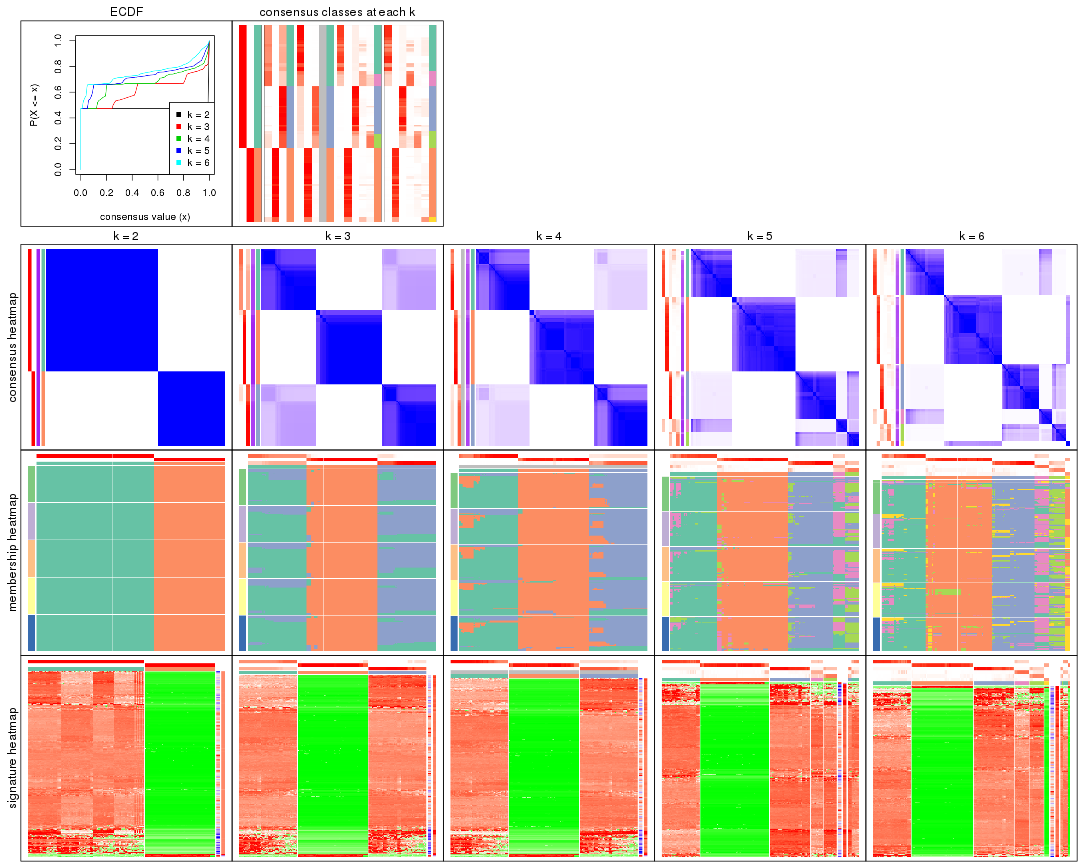 ECDF
consensus classes at each k
P(X <= x)
1.0
0.8
0.6
0.4
0.2
0.0
k = 2
k = 3
k = 4
k = 5
k = 6
0.0 0.2 0.4 0.6 0.8 1.0
consensus value (x)
k = 2 k = 3 k = 4 k = 5 k = 6
consensus heatmap
membership heatmap
signature heatmap